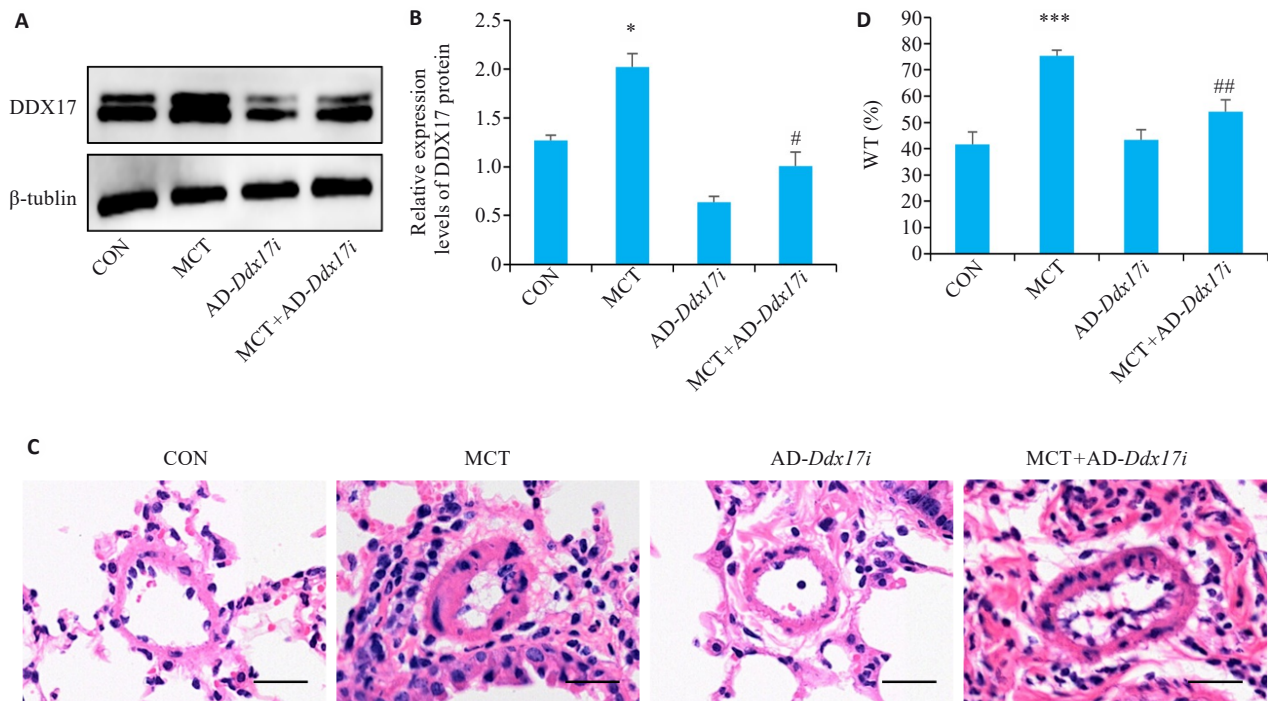 A
DDX17
β-tublin
CON
MCT
AD-Ddx17i
MCT+AD-Ddx17i
B
Relative expression
levels of DDX17 protein
2.5
2.0
1.5
1.0
0.5
0
*
#
CON
MCT
AD-Ddx17i
MCT+AD-Ddx17i
D
WT (%)
90
80
70
60
50
40
30
20
10
0
***
##
CON
MCT
AD-Ddx17i
MCT+AD-Ddx17i
C
CON
MCT
AD-Ddx17i
MCT+AD-Ddx17i